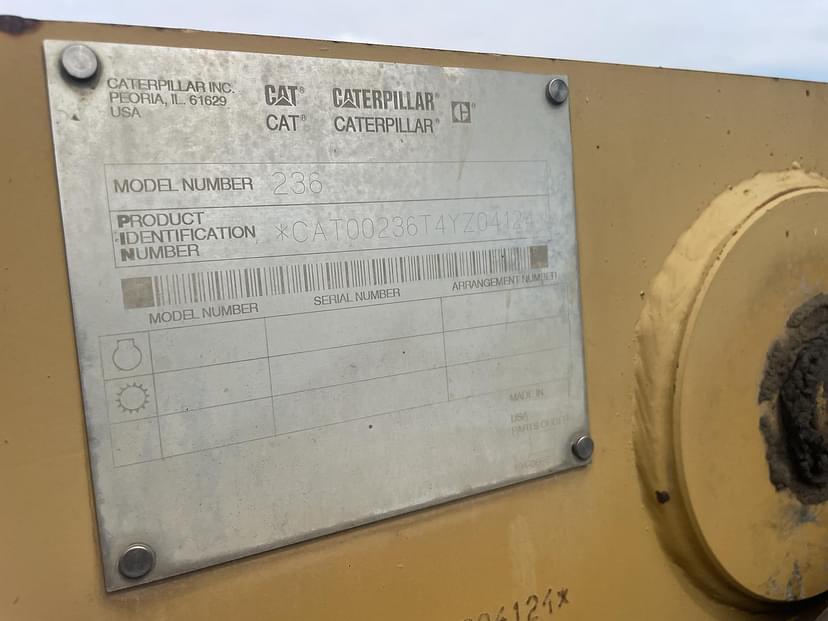 CATERPILLAR INC.
PEORIA, IL. 61629
USA
CAT® CATERPILLAR® ®
CAT® CATERPILLAR®
MODEL NUMBER 236
PRODUCT IDENTIFICATION NUMBER *CAT00236T4YZ04124
MODEL NUMBER SERIAL NUMBER ARRANGEMENT NUMBER
MADE IN
USA
04124*